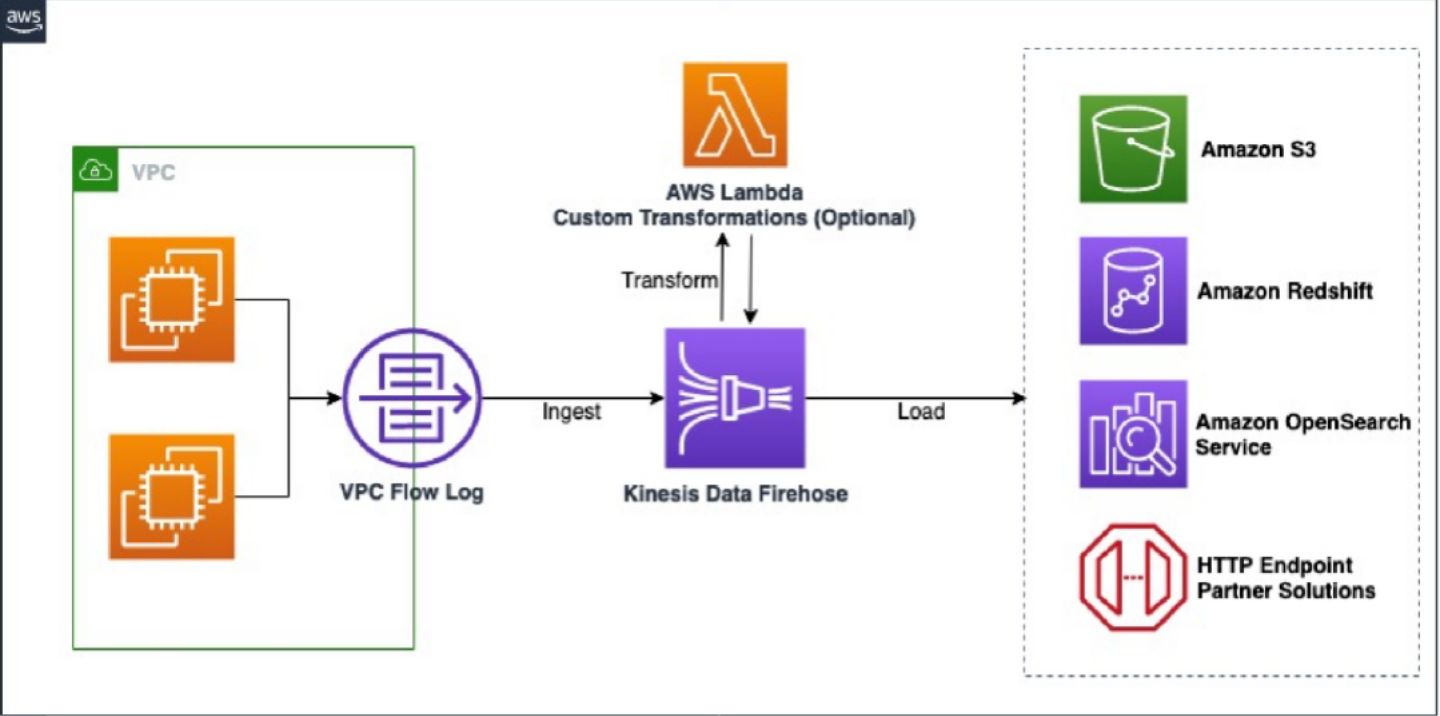 aws
VPC
AWS Lambda
Custom Transformations (Optional)
Transform
VPC Flow Log
Ingest
Kinesis Data Firehose
Load
Amazon S3
Amazon Redshift
Amazon OpenSearch
Service
HTTP Endpoint
Partner Solutions